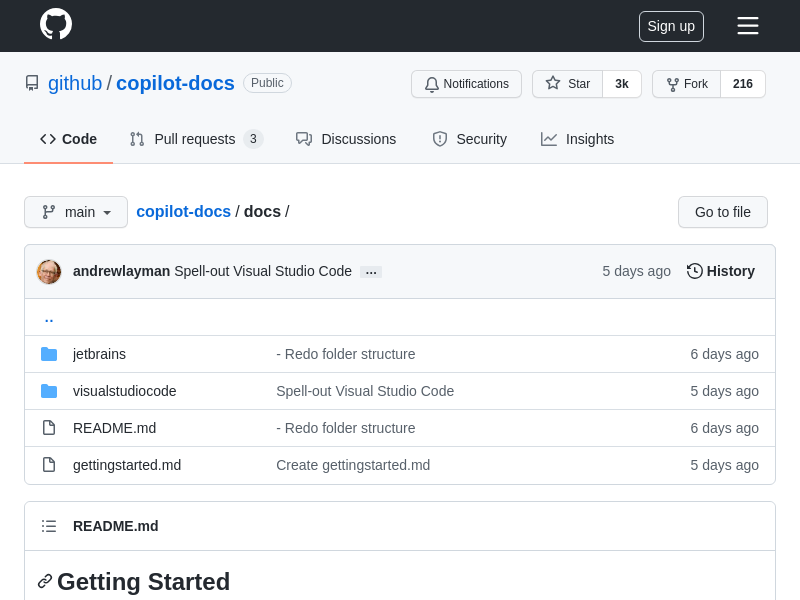 Sign up
github / copilot-docs Public
Notifications Star 3k Fork 216
Code Pull requests 3 Discussions Security Insights
main copilot-docs / docs / Go to file
andrewlayman Spell-out Visual Studio Code ... 5 days ago History
..
jetbrains - Redo folder structure 6 days ago
visualstudiocode Spell-out Visual Studio Code 5 days ago
README.md - Redo folder structure 6 days ago
gettingstarted.md Create gettingstarted.md 5 days ago
README.md
Getting Started